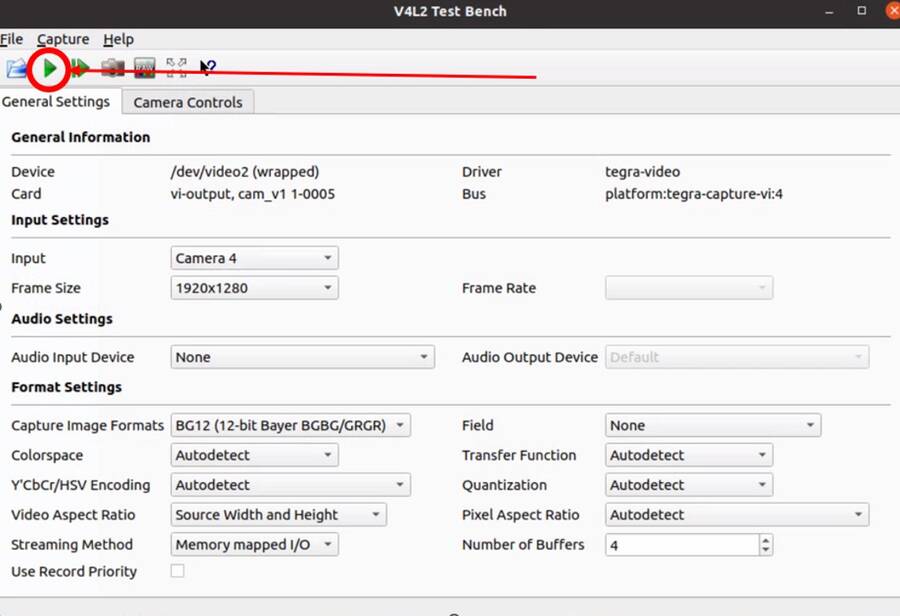 V4L2 Test Bench
File Capture Help
General Settings Camera Controls
General Information
Device /dev/video2 (wrapped) Driver tegra-video
Card vi-output, cam_v1 1-0005 Bus platform:tegra-capture-vi:4
Input Settings
Input Camera 4
Frame Size 1920x1280 Frame Rate
Audio Settings
Audio Input Device None Audio Output Device Default
Format Settings
Capture Image Formats BG12 (12-bit Bayer BGBG/GRGR) Field None
Colorspace Autodetect Transfer Function Autodetect
Y'CbCr/HSV Encoding Autodetect Quantization Autodetect
Video Aspect Ratio Source Width and Height Pixel Aspect Ratio Autodetect
Streaming Method Memory mapped I/O Number of Buffers 4
Use Record Priority